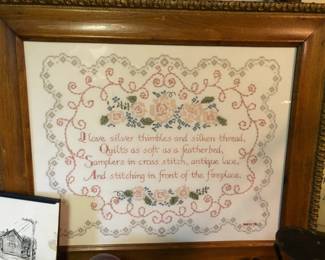 I love silver thimbles and silken thread,
Quilts as soft as a featherbed,
Samplers in cross stitch, antique lace,
And stitching in front of the fireplace.